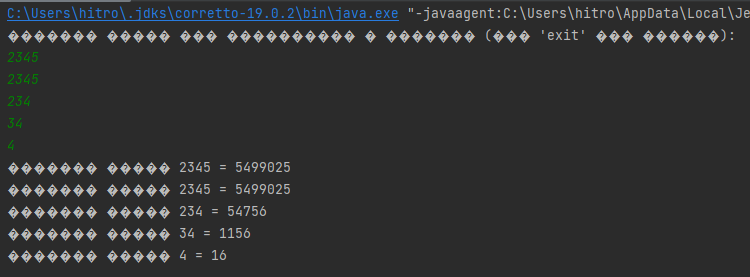 C:\Users\hitro\.jdks\corretto-19.0.2\bin\java.exe "-javaagent:C:\Users\hitro\AppData\Local\Je
������� ����� ��� ���������� � ������� (��� 'exit' ��� ������):
2345
2345
234
34
4
������� ����� 2345 = 5499025
������� ����� 2345 = 5499025
������� ����� 234 = 54756
������� ����� 34 = 1156
������� ����� 4 = 16